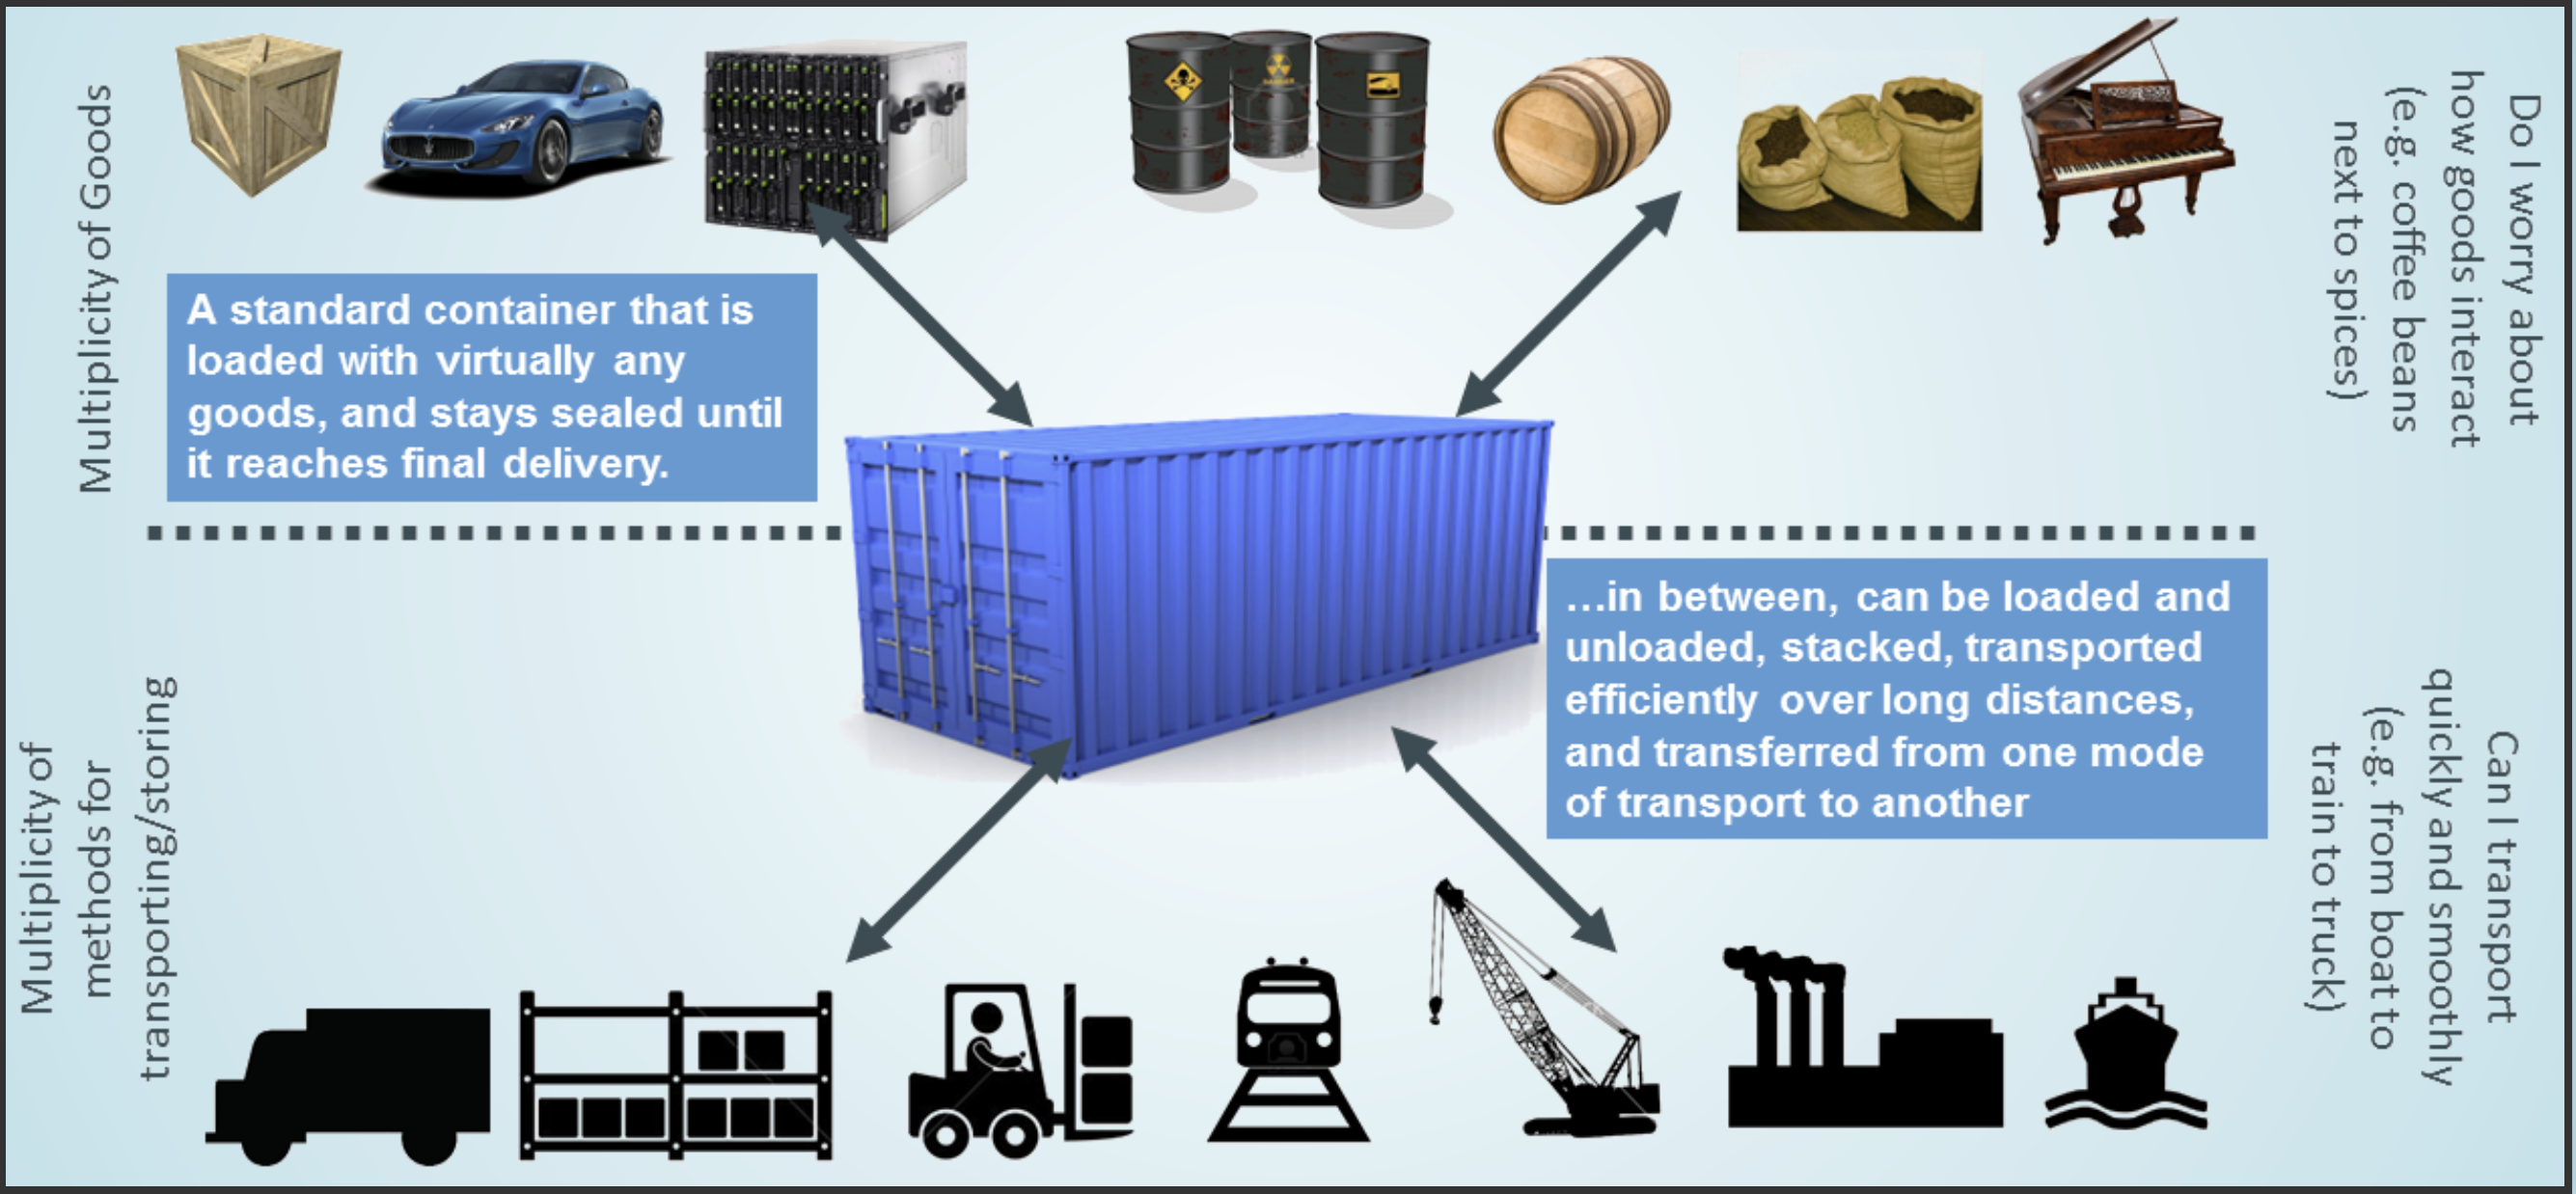 Multiplicity of Goods
A standard container that is
loaded with virtually any
goods, and stays sealed until
it reaches final delivery.
Do I worry about
how goods interact
(e.g. coffee beans
next to spices)
Multiplicity of
methods for
transporting/storing
…in between, can be loaded and
unloaded, stacked, transported
efficiently over long distances,
and transferred from one mode
of transport to another
Can I transport
quickly and smoothly
(e.g. from boat to
train to truck)